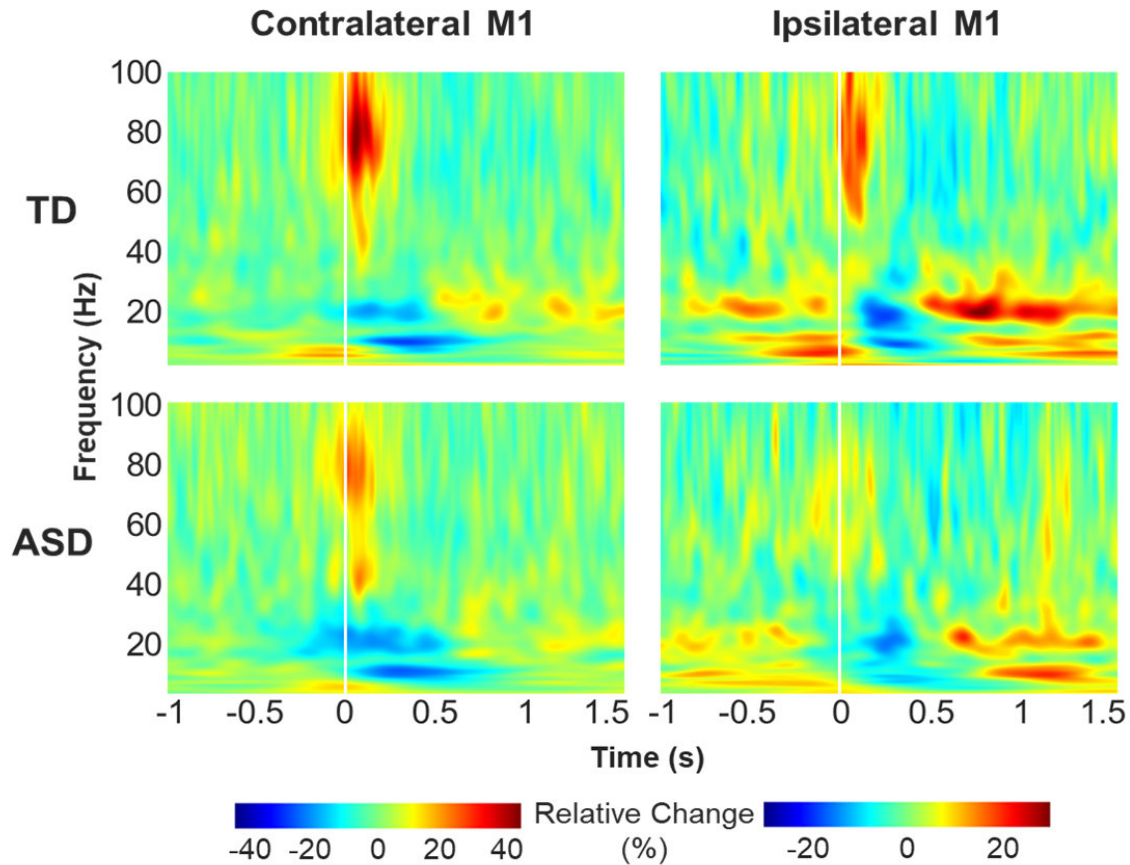 Contralateral M1 Ipsilateral M1
TD
ASD
Frequency (Hz)
100
80
60
40
20
100
80
60
40
20
-1 -0.5 0 0.5 1 1.5 -1 -0.5 0 0.5 1 1.5
Time (s)
Relative Change
(%)
-40 -20 0 20 40
-20 0 20